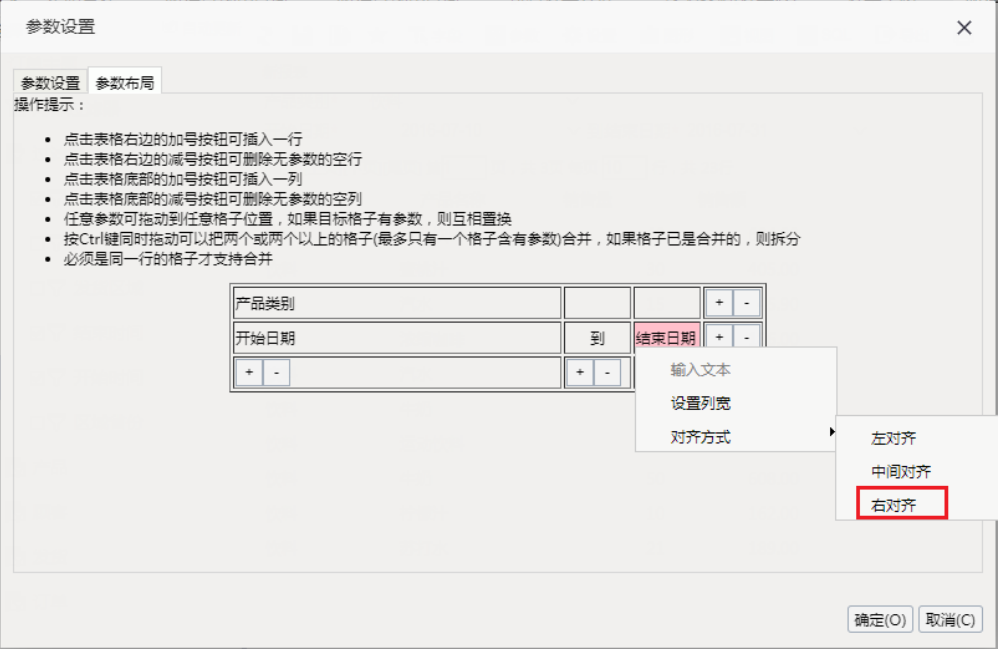 参数设置
参数设置 参数布局
操作提示：
点击表格右边的加号按钮可插入一行
点击表格右边的减号按钮可删除无参数的空行
点击表格底部的加号按钮可插入一列
点击表格底部的减号按钮可删除无参数的空列
任意参数可拖动到任意格子位置，如果目标格子有参数，则互相置换
按Ctrl键同时拖动可以把两个或两个以上的格子(最多只有一个格子含有参数)合并，如果格子已是合并的，则拆分
必须是同一行的格子才支持合并
产品类别 + -
开始日期 到 结束日期 + -
+ - + -
输入文本
设置列宽
对齐方式
左对齐
中间对齐
右对齐
确定(O) 取消(C)